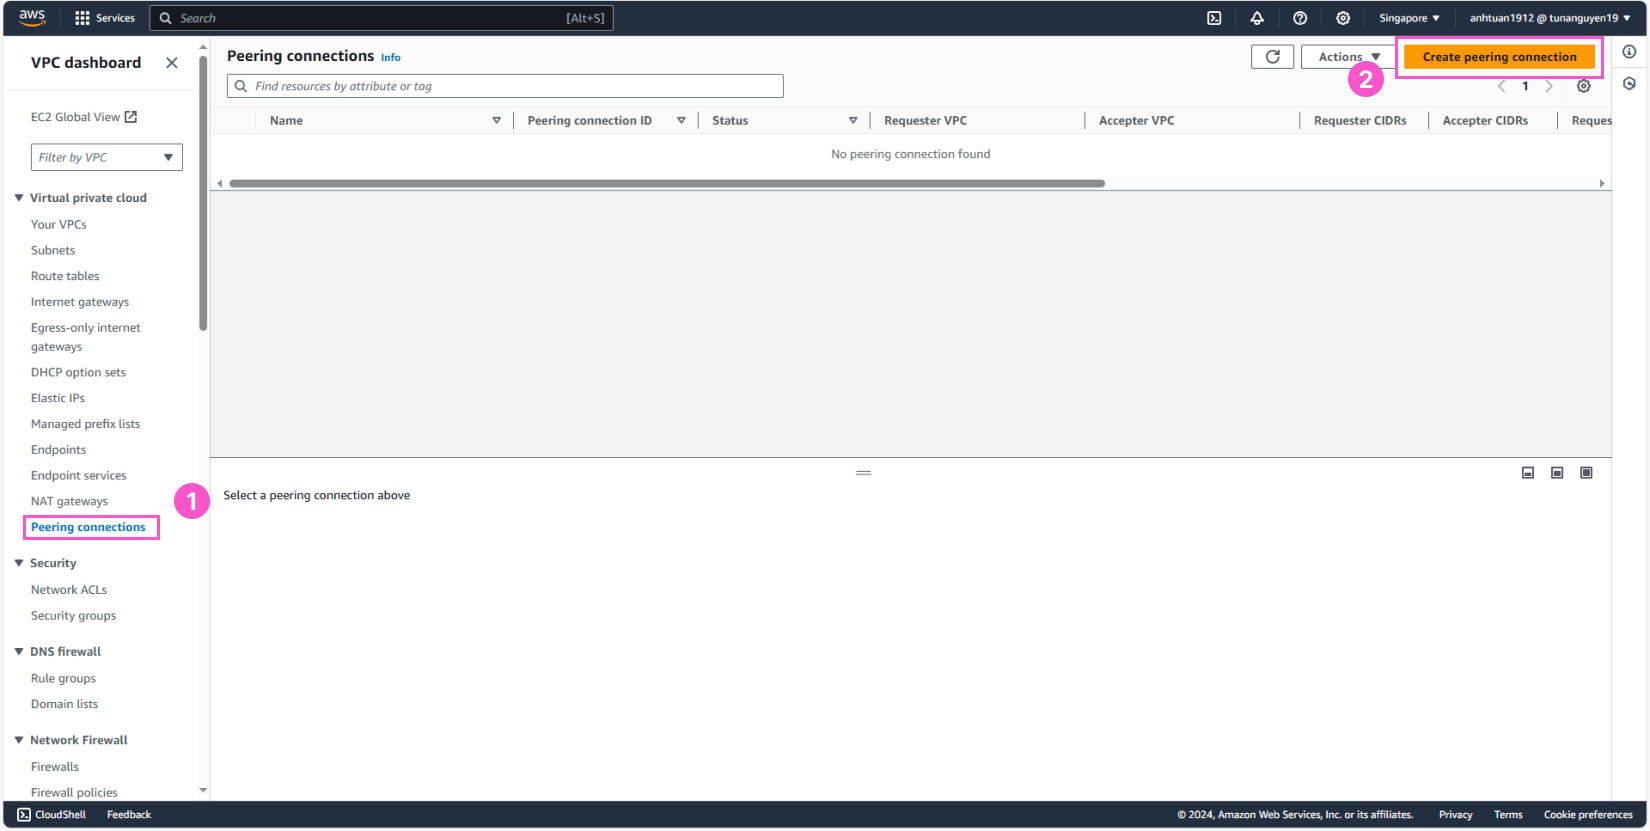 aws
Services
Search
[Alt+S]
Singapore
anhtuan1912 @ tunanguyen19
VPC dashboard
EC2 Global View
Filter by VPC
Virtual private cloud
Your VPCs
Subnets
Route tables
Internet gateways
Egress-only internet
gateways
DHCP option sets
Elastic IPs
Managed prefix lists
Endpoints
Endpoint services
NAT gateways
1
Peering connections
Security
Network ACLs
Security groups
DNS firewall
Rule groups
Domain lists
Network Firewall
Firewalls
Firewall policies
Peering connections Info
Actions
2
Create peering connection
Find resources by attribute or tag
1
Name
Peering connection ID
Status
Requester VPC
Accepter VPC
Requester CIDRs
Accepter CIDRs
Reques
No peering connection found
Select a peering connection above
CloudShell
Feedback
© 2024, Amazon Web Services, Inc. or its affiliates.
Privacy
Terms
Cookie preferences